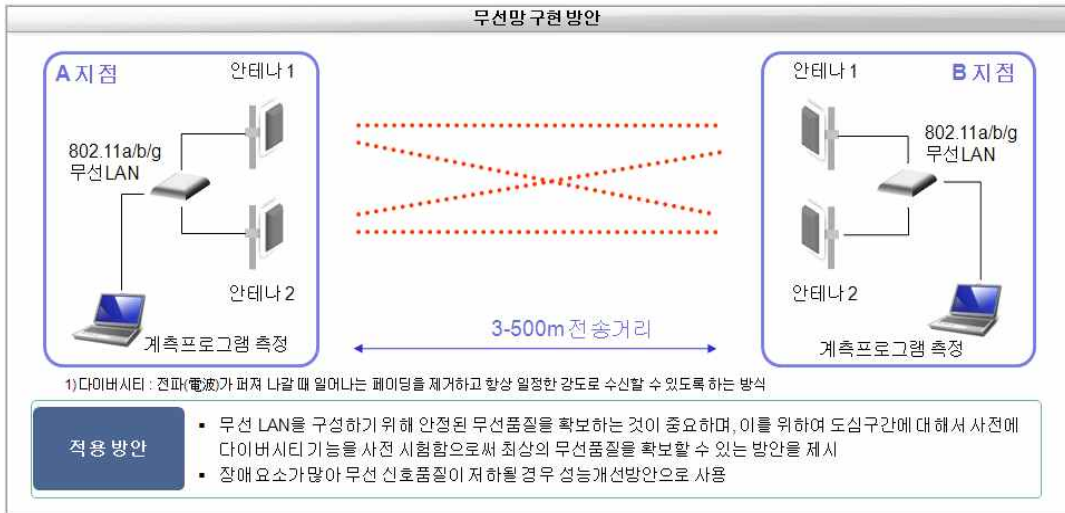 무선망 구현 방안
A 지점
안테나 1
802.11a/b/g
무선LAN
안테나 2
계측프로그램 측정
3-500m 전송거리
안테나 1
B 지점
802.11a/b/g
무선LAN
안테나 2
계측프로그램 측정
1) 다이버시티 : 전파(電波)가 퍼져 나갈 때 일어나는 페이딩을 제거하고 항상 일정한 강도로 수신할 수 있도록 하는 방식
적용 방안
▪ 무선 LAN을 구성하기 위해 안정된 무선품질을 확보하는 것이 중요하며, 이를 위하여 도심구간에 대해서 사전에
다이버시티 기능을 사전 시험함으로써 최상의 무선품질을 확보할 수 있는 방안을 제시
▪ 장애요소가 많아 무선 신호품질이 저하될 경우 성능개선방안으로 사용